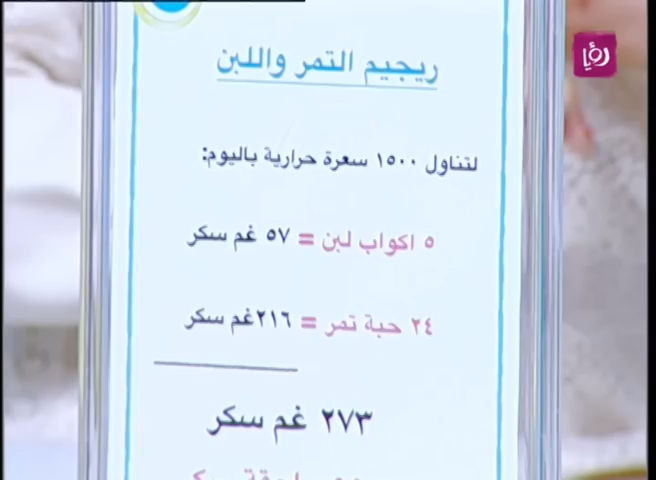 رؤيا
ريجيم التمر واللبن
لتناول ١٥٠٠ سعرة حرارية باليوم:
٥ اكواب لبن = ٥٧ غم سكر
٢٤ حبة تمر = ٢١٦غم سكر
٢٧٣ غم سكر